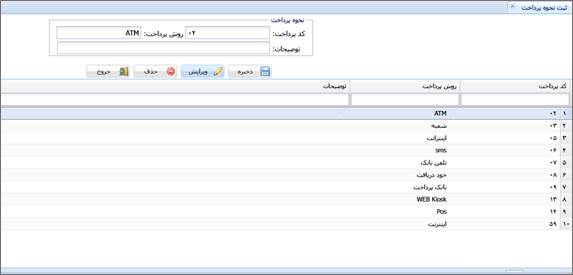 ثبت نحوه پرداخت
نحوه پرداخت
کد پرداخت: ۰۲ روش پرداخت: ATM
توضیحات:
ذخیره ویرایش حذف خروج
کد پرداخت روش پرداخت توضیحات
۱ ۰۲ ATM
۲ ۰۳ شعبه
۳ ۰۵ اینترانت
۴ ۰۶ sms
۵ ۰۷ تلفن بانک
۶ ۰۸ خود دریافت
۷ ۰۹ بانک پرداخت
۸ ۱۳ WEB Kiosk
۹ ۱۴ Pos
۱۰ ۵۹ اینترنت